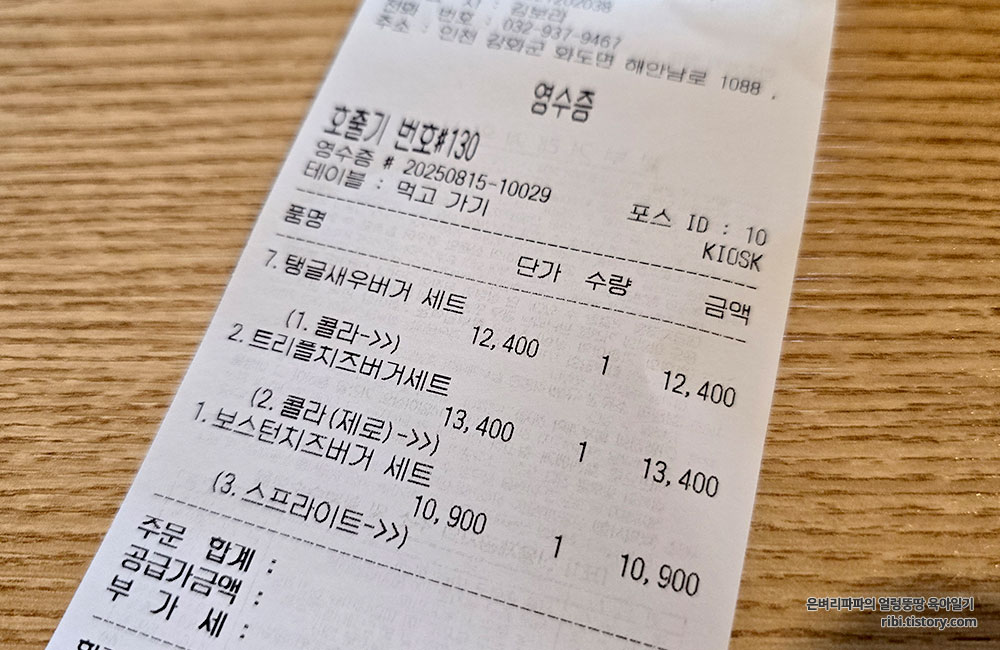 전화 번호 : 032-937-9467
주소 : 인천 강화군 화도면 해안남로 1088 .
영수증
호출기 번호#130
영수증 # 20250815-10029
포스 ID : 10
테이블 : 먹고 가기
KIOSK
품명 단가 수량 금액
7. 탱글새우버거 세트
12,400 1 12,400
(1. 콜라->>)
2. 트리플치즈버거세트
13,400 1 13,400
(2. 콜라(제로)->>)
1. 보스턴치즈버거 세트
10,900 1 10,900
(3. 스프라이트->>)
주문 합계 :
공급가금액 :
부 가 세 :
은벼리파파의 얼렁뚱땅 육아일기
ribi.tistory.com